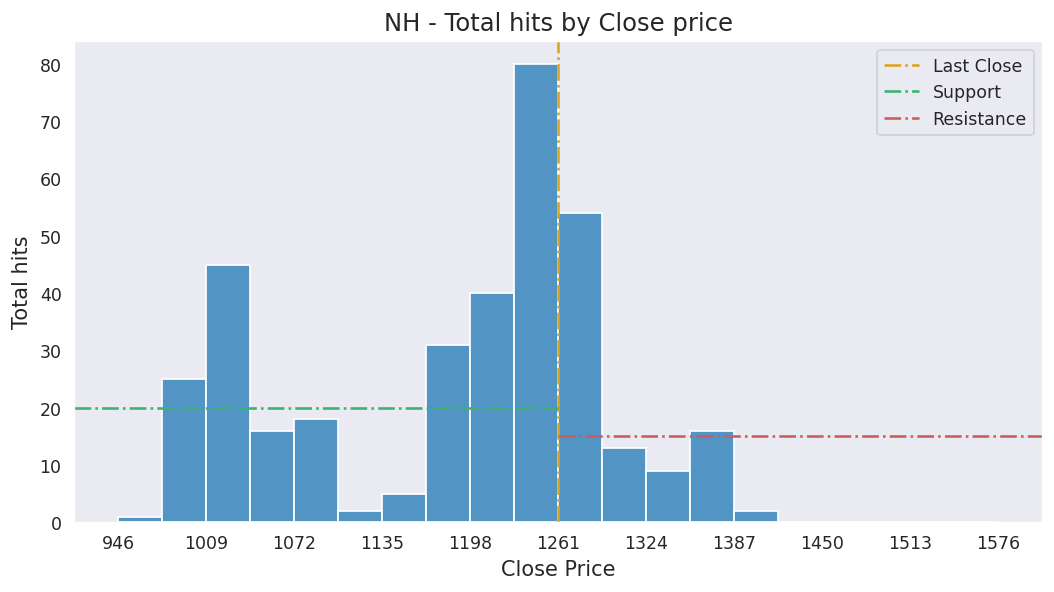 NH - Total hits by Close price
Last Close
Support
Resistance
Total hits
80
70
60
50
40
30
20
10
0
946 1009 1072 1135 1198 1261 1324 1387 1450 1513 1576
Close Price